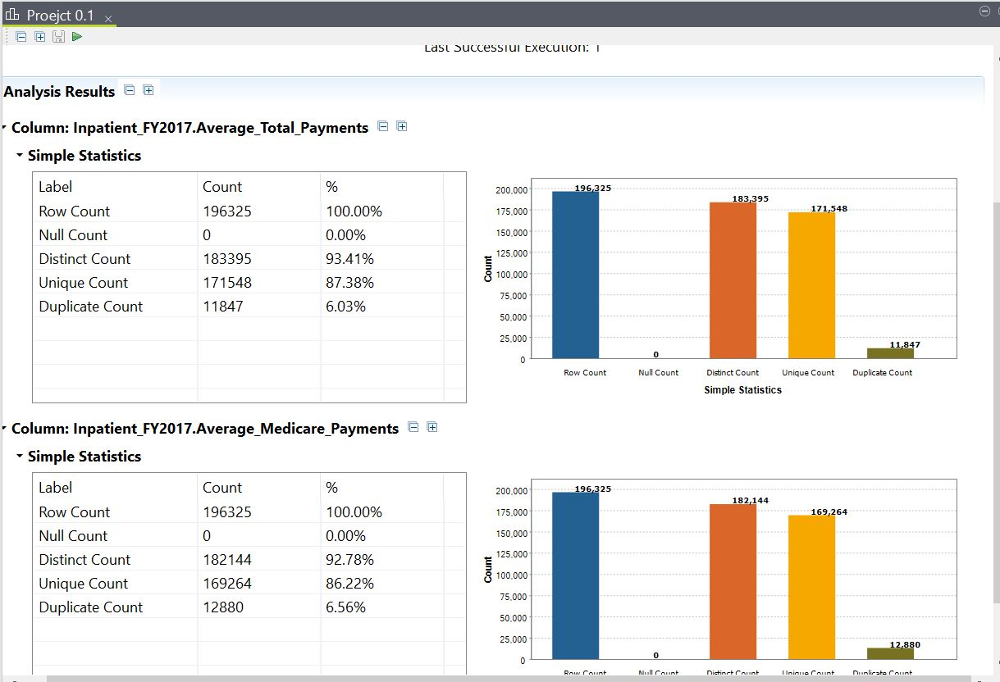 Proejct 0.1
Last Successful Execution: 1
Analysis Results
Column: Inpatient_FY2017.Average_Total_Payments
Simple Statistics
Label Count %
Row Count 196325 100.00%
Null Count 0 0.00%
Distinct Count 183395 93.41%
Unique Count 171548 87.38%
Duplicate Count 11847 6.03%
200,000
175,000
150,000
125,000
100,000
75,000
50,000
25,000
0
Count
196,325
0
183,395
171,548
11,847
Row Count Null Count Distinct Count Unique Count Duplicate Count
Simple Statistics
Column: Inpatient_FY2017.Average_Medicare_Payments
Simple Statistics
Label Count %
Row Count 196325 100.00%
Null Count 0 0.00%
Distinct Count 182144 92.78%
Unique Count 169264 86.22%
Duplicate Count 12880 6.56%
200,000
175,000
150,000
125,000
100,000
75,000
50,000
25,000
0
Count
196,325
0
182,144
169,264
12,880
Row Count Null Count Distinct Count Unique Count Duplicate Count